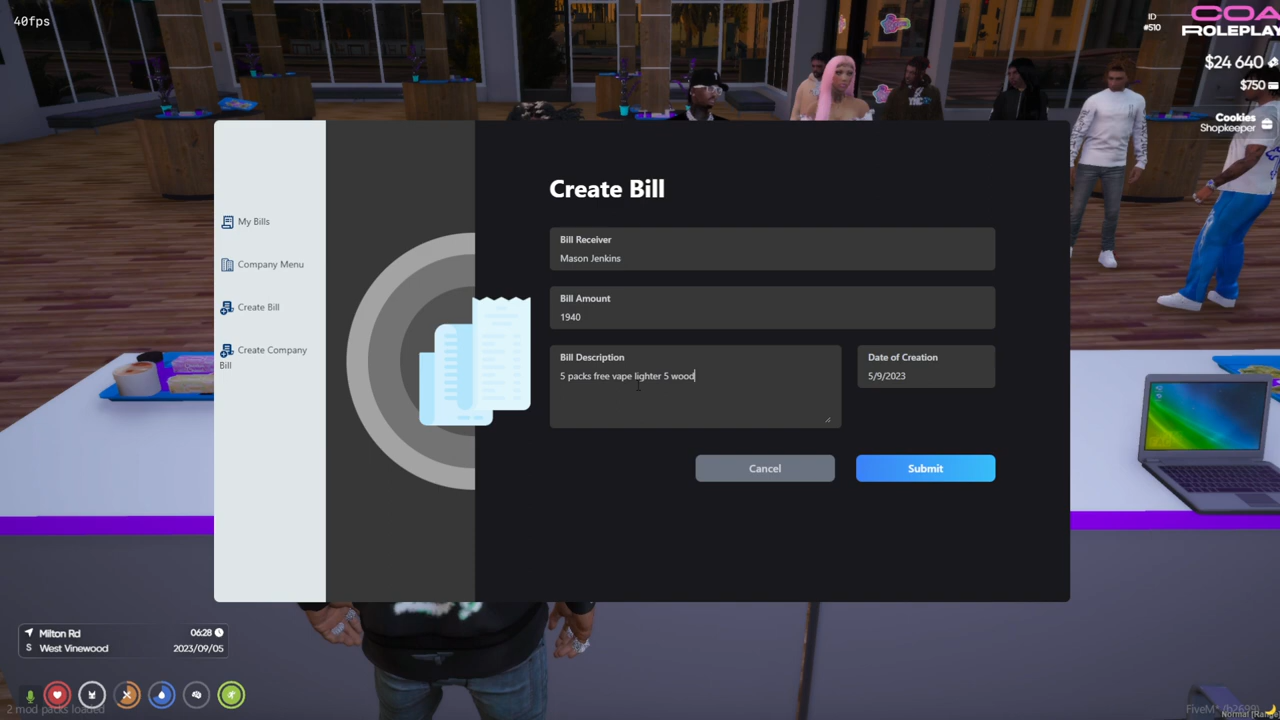 40fps
ID
#510
COA
ROLEPLAY
$24 640
$750
Cookies
Shopkeeper
My Bills
Company Menu
Create Bill
Create Company
Bill
Create Bill
Bill Receiver
Mason Jenkins
Bill Amount
1940
Bill Description
5 packs free vape lighter 5 wood
Date of Creation
5/9/2023
Cancel
Submit
Milton Rd
06:28
S
West Vinewood
2023/09/05
2 mod packs loaded
FiveM* (b2699)
Normal [Range]